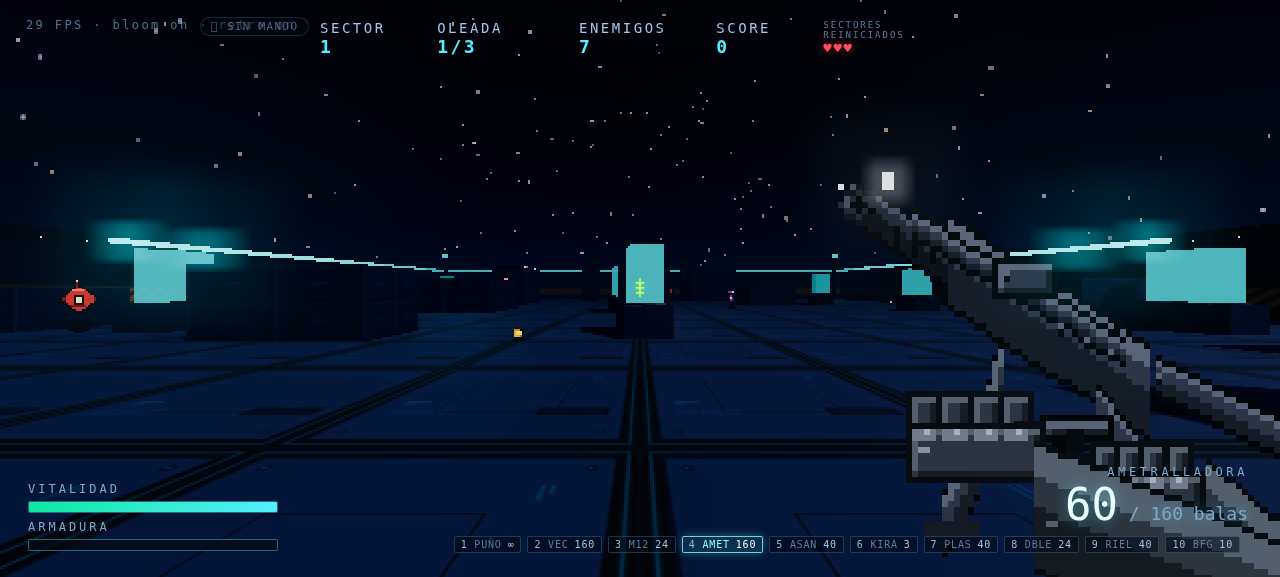 29 FPS · bloom on
SIN MANDO
SECTOR
1
OLEADA
1/3
ENEMIGOS
7
SCORE
0
SECTORES
REINICIADOS
♥♥♥
VITALIDAD
ARMADURA
AMETRALLADORA
60 / 160 balas
1 PUÑO ∞
2 VEC 160
3 M12 24
4 AMET 160
5 ASAN 40
6 KIRA 3
7 PLAS 40
8 DBLE 24
9 RIEL 40
10 BFG 10